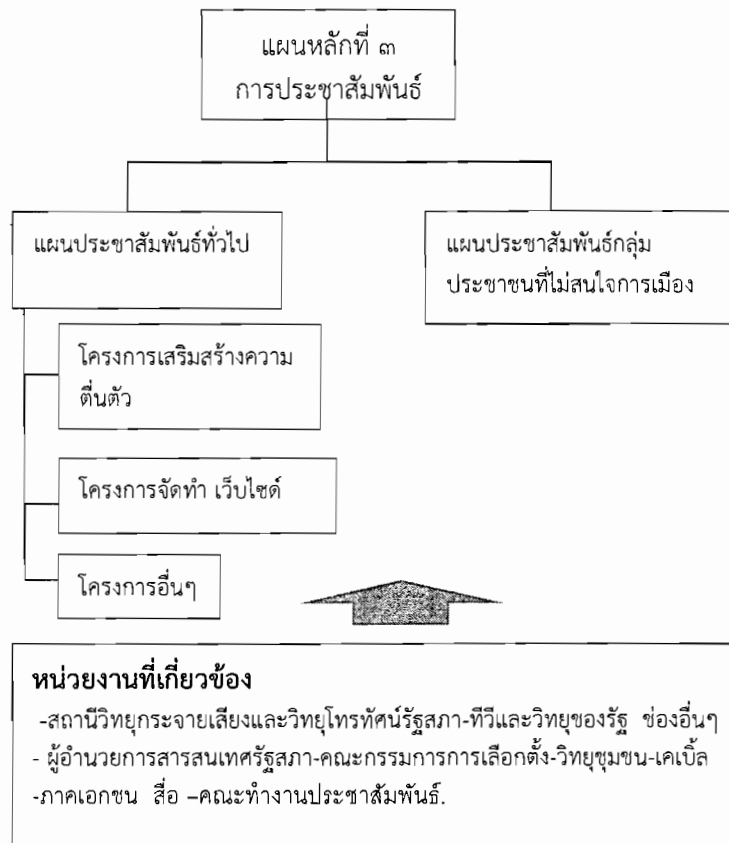 แผนหลักที่ ๓
การประชาสัมพันธ์
แผนประชาสัมพันธ์ทั่วไป
แผนประชาสัมพันธ์กลุ่ม
ประชาชนที่ไม่สนใจการเมือง
โครงการเสริมสร้างความ
ตื่นตัว
โครงการจัดทำ เว็บไซด์
โครงการอื่นๆ
หน่วยงานที่เกี่ยวข้อง
-สถานีวิทยุกระจายเสียงและวิทยุโทรทัศน์รัฐสภา-ทีวีและวิทยุของรัฐ ช่องอื่นๆ
- ผู้อำนวยการสารสนเทศรัฐสภา-คณะกรรมการการเลือกตั้ง-วิทยุชุมชน-เคเบิ้ล
-ภาคเอกชน สื่อ –คณะทำงานประชาสัมพันธ์.